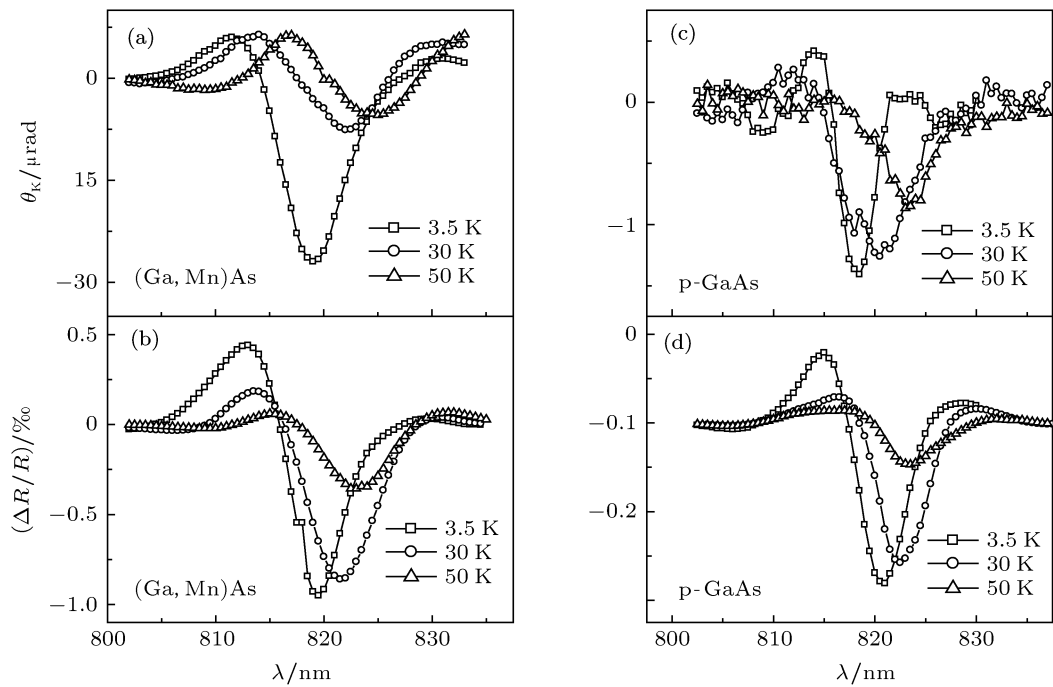 (a)
0
15
−30
θK/μrad
3.5 K
30 K
50 K
(Ga, Mn)As
(b)
0.5
0
−0.5
−1.0
(ΔR/R)/‰
3.5 K
30 K
50 K
(Ga, Mn)As
800 810 820 830
λ/nm
(c)
0
−1
3.5 K
30 K
50 K
p-GaAs
(d)
0
−0.1
−0.2
3.5 K
30 K
50 K
p-GaAs
800 810 820 830
λ/nm